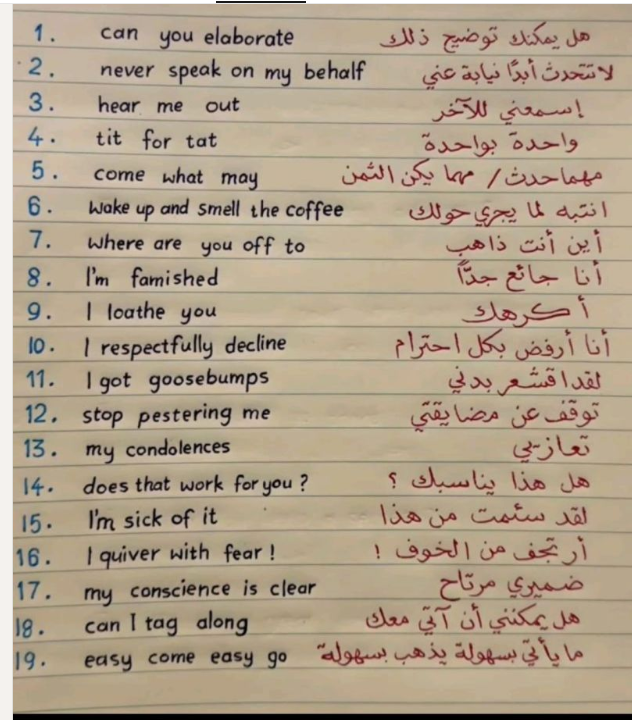 1. can you elaborate هل يمكنك توضيح ذلك
2. never speak on my behalf لا تتحدث أبدًا نيابة عني
3. hear me out إسمعني للآخر
4. tit for tat واحدة بواحدة
5. come what may مهما حدث / مهما يكن الثمن
6. wake up and smell the coffee انتبه لما يجري حولك
7. where are you off to أين أنت ذاهب
8. I'm famished أنا جائع جدًّا
9. I loathe you أكرهك
10. I respectfully decline أنا أرفض بكل احترام
11. I got goosebumps لقد اقشعر بدني
12. stop pestering me توقف عن مضايقتي
13. my condolences تعازيي
14. does that work for you ? هل هذا يناسبك ؟
15. I'm sick of it لقد سئمت من هذا
16. I quiver with fear ! أرتجف من الخوف !
17. my conscience is clear ضميري مرتاح
18. can I tag along هل يمكنني أن آتي معك
19. easy come easy go ما يأتي بسهولة يذهب بسهولة